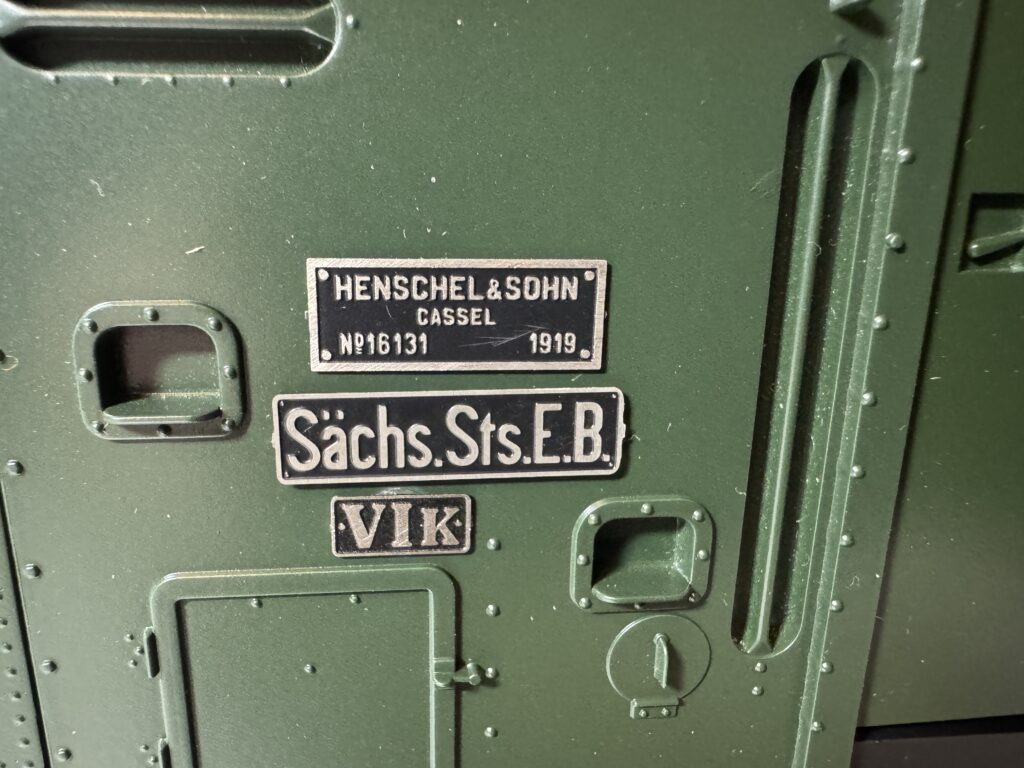 HENSCHEL&SOHN
CASSEL
Nº16131 1919
Sächs.Sts.E.B.
VIK